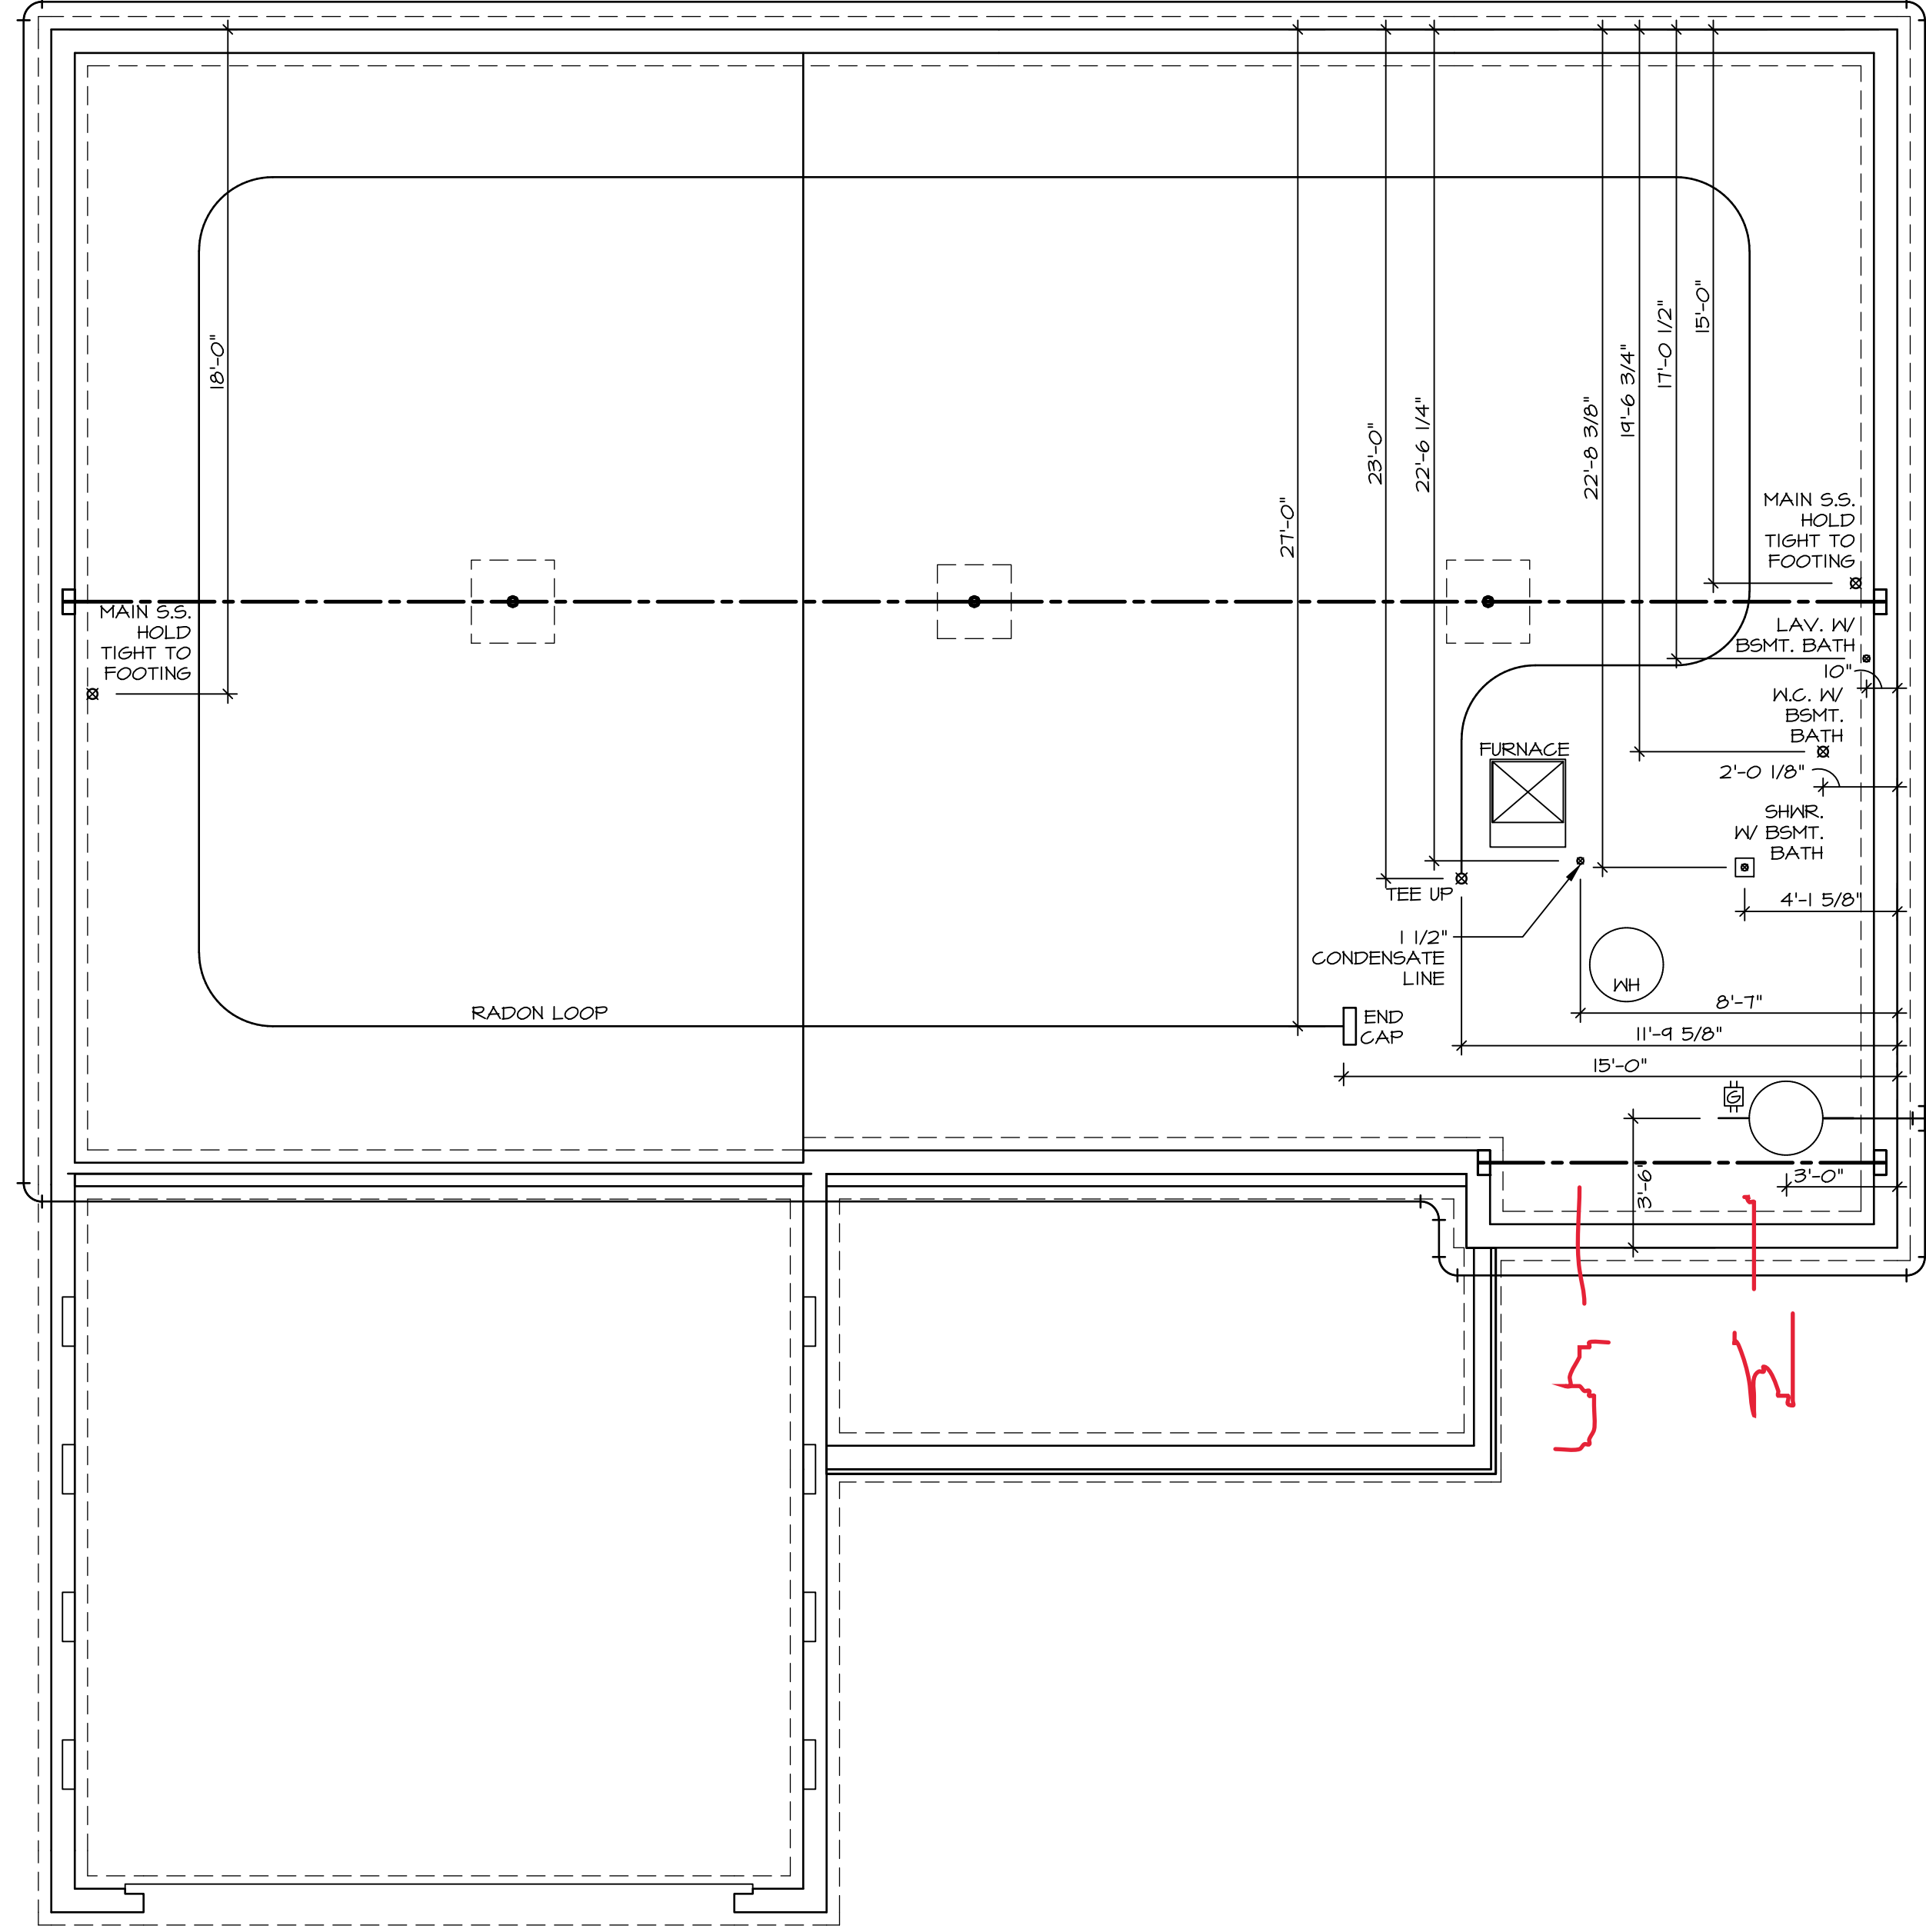 18'-0"
27'-0"
23'-0"
22'-6 1/4"
22'-8 3/8"
19'-6 3/4"
17'-0 1/2"
15'-0"
MAIN S.S.
HOLD
TIGHT TO
FOOTING
MAIN S.S.
HOLD
TIGHT TO
FOOTING
LAV. W/
BSMT. BATH
10"
W.C. W/
BSMT.
BATH
FURNACE
2'-0 1/8"
SHWR.
W/ BSMT.
BATH
TEE UP
4'-1 5/8"
1 1/2"
CONDENSATE
LINE
WH
8'-7"
RADON LOOP
END
CAP
11'-9 5/8"
15'-0"
G
3'-6"
3'-0"